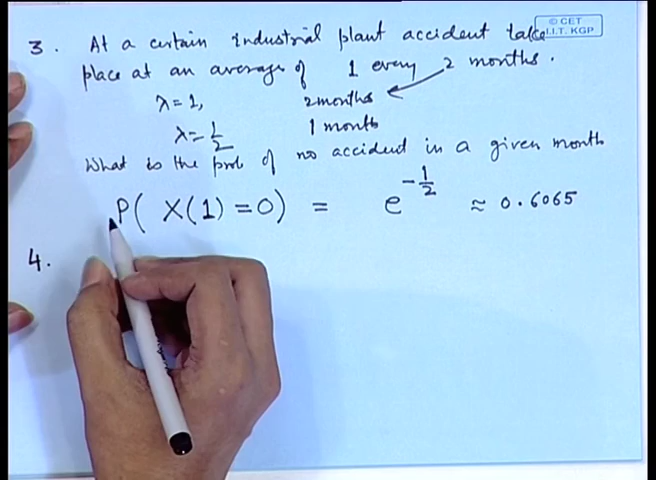 3. At a certain industrial plant accident take
© CET
I.I.T. KGP
place at an average of 1 every 2 months.
λ = 1, 2 months
λ = 1/2 1 month
What is the prob of no accident in a given month
P( X(1) = 0) = e^{-1/2} ≈ 0.6065
4.